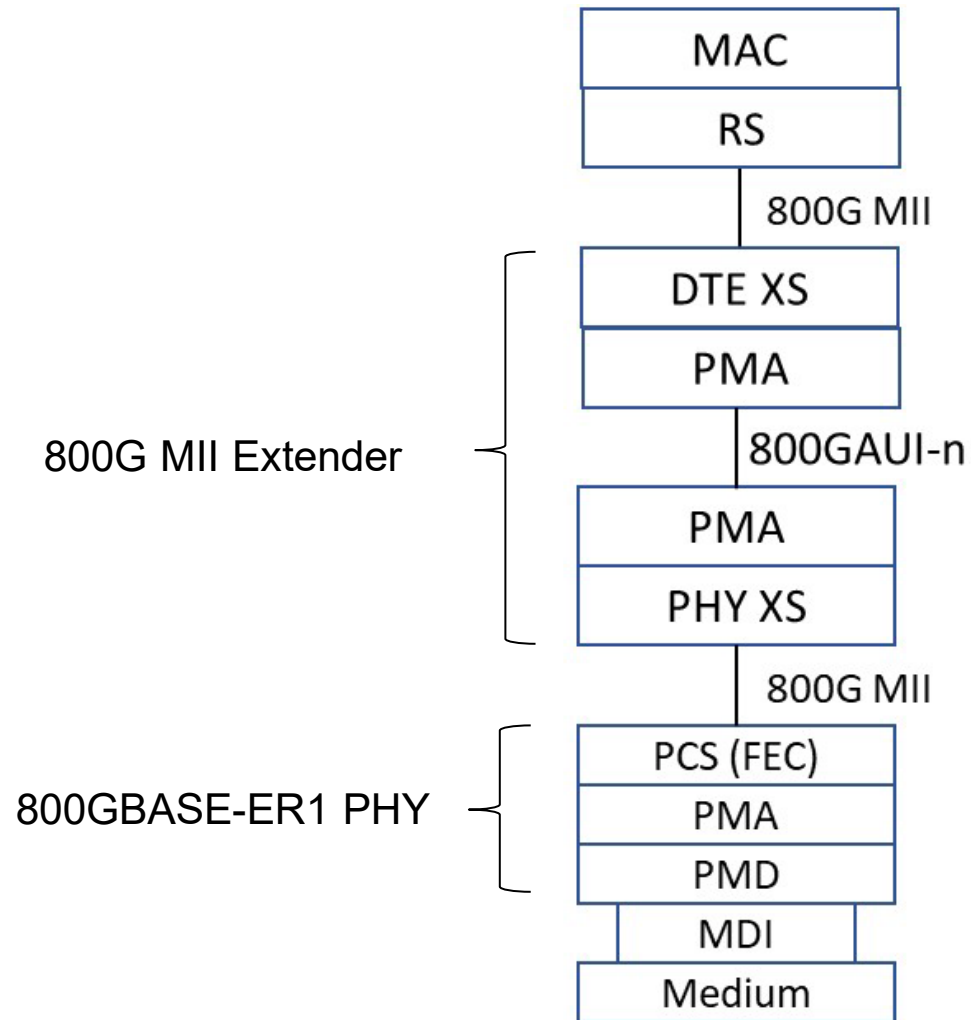 MAC
RS
800G MII
DTE XS
PMA
800GAUI-n
800G MII Extender
PMA
PHY XS
800G MII
PCS (FEC)
800GBASE-ER1 PHY
PMA
PMD
MDI
Medium